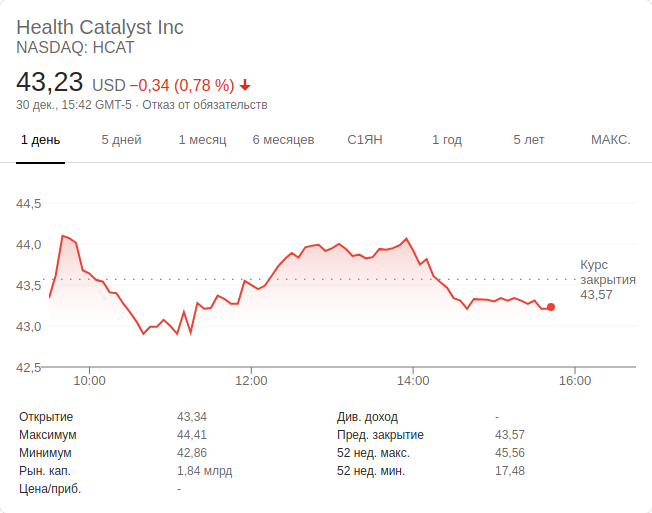 Health Catalyst Inc
NASDAQ: HCAT
43,23 USD −0,34 (0,78 %)
30 дек., 15:42 GMT-5 · Отказ от обязательств
1 день 5 дней 1 месяц 6 месяцев С1ЯН 1 год 5 лет МАКС.
44,5
44,0
43,5
43,0
42,5
Курс
закрытия
43,57
10:00 12:00 14:00 16:00
Открытие 43,34 Див. доход -
Максимум 44,41 Пред. закрытие 43,57
Минимум 42,86 52 нед. макс. 45,56
Рын. кап. 1,84 млрд 52 нед. мин. 17,48
Цена/приб. -